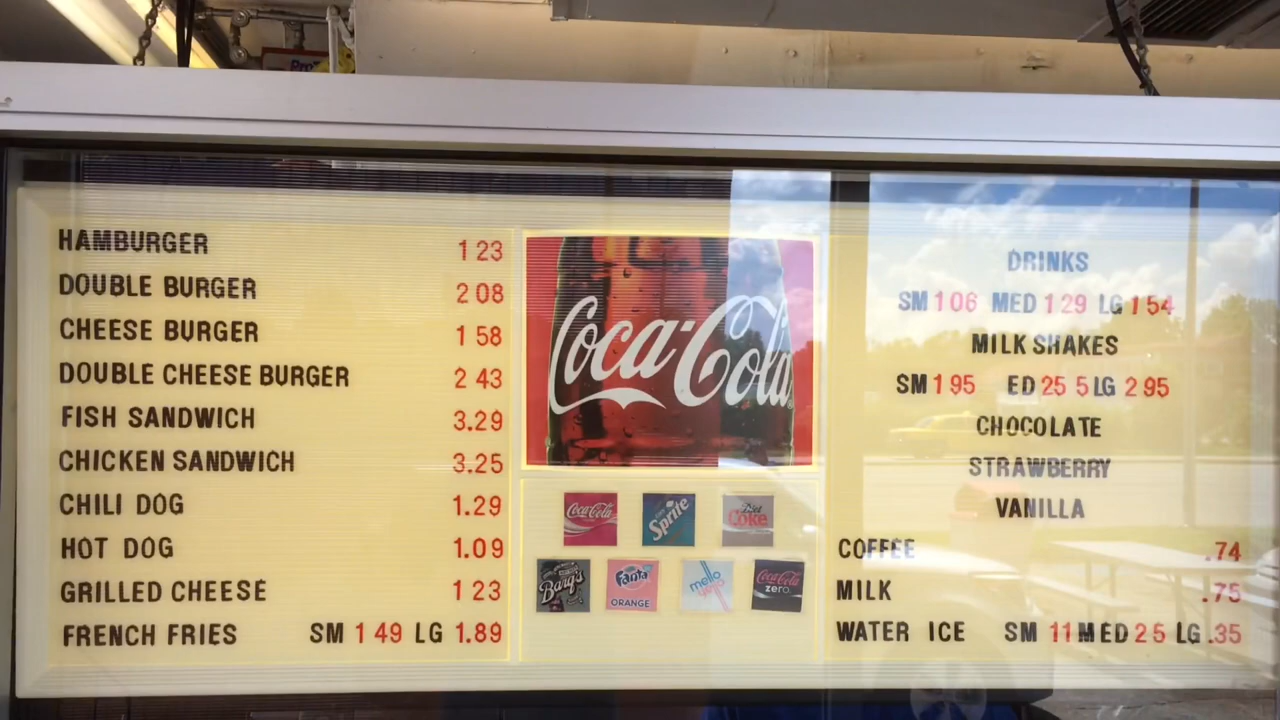 HAMBURGER 1 23
DOUBLE BURGER 2 08
CHEESE BURGER 1 58
DOUBLE CHEESE BURGER 2 43
FISH SANDWICH 3.29
CHICKEN SANDWICH 3.25
CHILI DOG 1.29
HOT DOG 1.09
GRILLED CHEESE 1 23
FRENCH FRIES SM 1 49 LG 1.89
Coca-Cola
Coca-Cola Sprite Diet Coke
Barq's Fanta ORANGE mello yello Coca-Cola zero
DRINKS
SM 1 06 MED 1 29 LG 1 54
MILK SHAKES
SM 1 95 ED 25 5 LG 2 95
CHOCOLATE
STRAWBERRY
VANILLA
COFFEE .74
MILK .75
WATER ICE SM 11 MED 25 LG .35